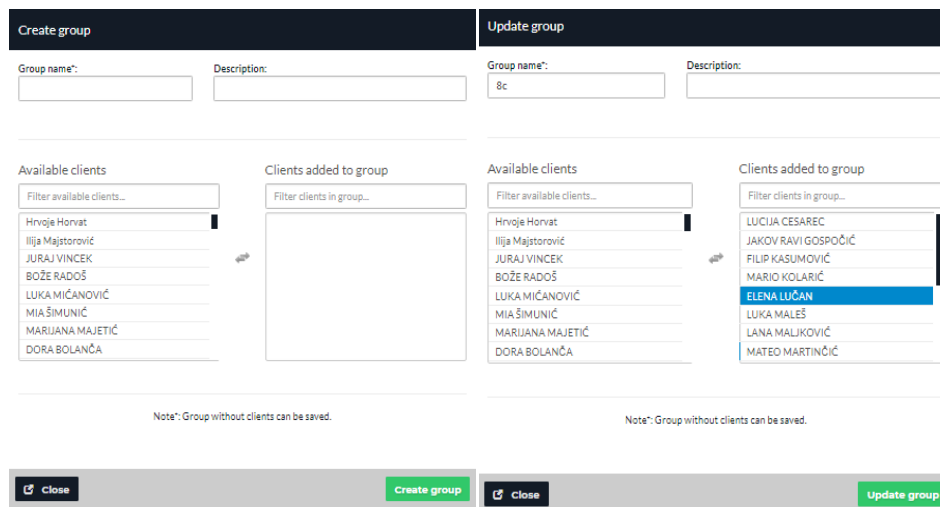 Create group
Group name*:
Description:
Available clients
Clients added to group
Filter available clients...
Filter clients in group...
Hrvoje Horvat
Ilija Majstorović
JURAJ VINCEK
BOŽE RADOŠ
LUKA MIĆANOVIĆ
MIA ŠIMUNIĆ
MARIJANA MAJETIĆ
DORA BOLANČA
Note*: Group without clients can be saved.
Close
Create group
Update group
Group name*:
Description:
8c
Available clients
Clients added to group
Filter available clients...
Filter clients in group...
Hrvoje Horvat
Ilija Majstorović
JURAJ VINCEK
BOŽE RADOŠ
LUKA MIĆANOVIĆ
MIA ŠIMUNIĆ
MARIJANA MAJETIĆ
DORA BOLANČA
LUCIJA CESAREC
JAKOV RAVI GOSPOČIĆ
FILIP KASUMOVIĆ
MARIO KOLARIĆ
ELENA LUČAN
LUKA MALEŠ
LANA MALJKOVIĆ
MATEO MARTINČIĆ
Note*: Group without clients can be saved.
Close
Update group